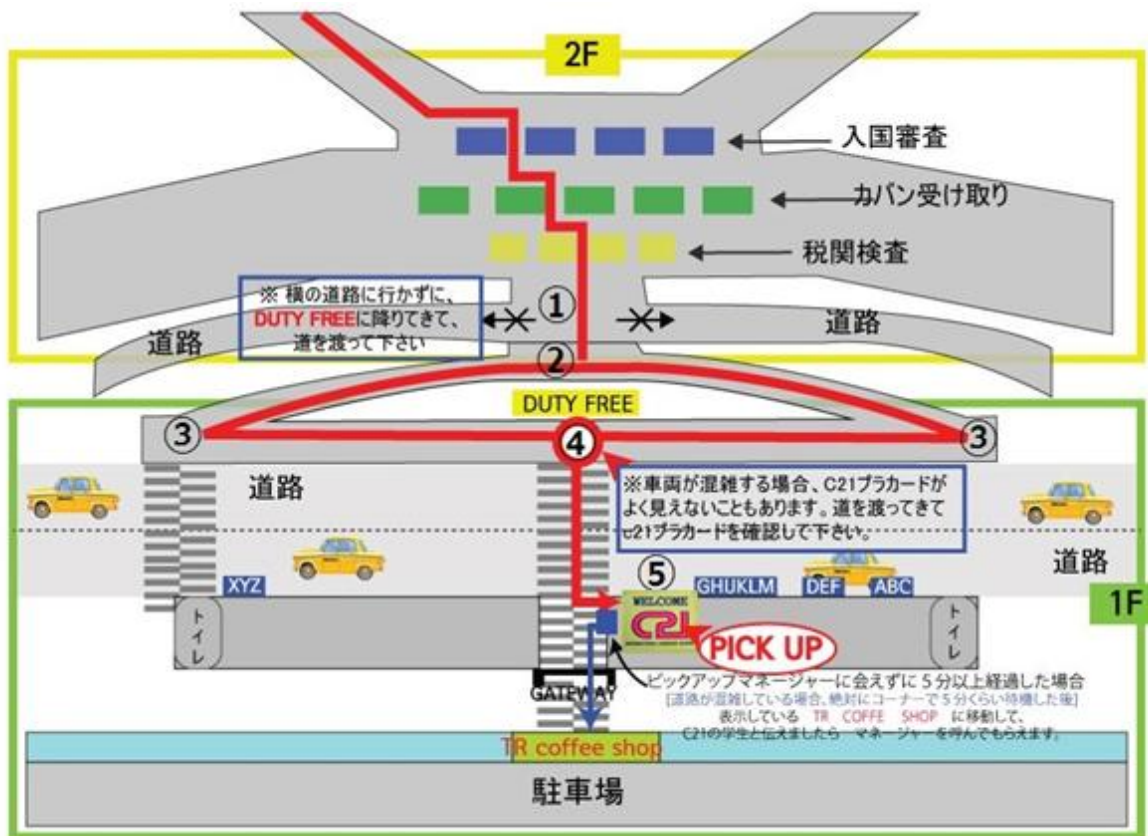 2F
入国審査
カバン受け取り
税関検査
※ 横の道路に行かずに、
DUTY FREEに降りてきて、
道を渡って下さい
①
道路
道路
②
DUTY FREE
③
④
③
道路
※車両が混雑する場合、C21プラカードが
よく見えないこともあります。道を渡ってきて
c21プラカードを確認して下さい。
道路
⑤
XYZ
GHIJKLM
DEF
ABC
1F
トイレ
WELCOME
C21
トイレ
PICK UP
ピックアップマネージャーに会えずに5分以上経過した場合
GATEWAY
[道路が混雑している場合、絶対にコーナーで5分くらい待機した後]
表示している TR COFFE SHOP に移動して、
C21の学生と伝えましたら マネージャーを呼んでもらえます。
TR coffee shop
駐車場